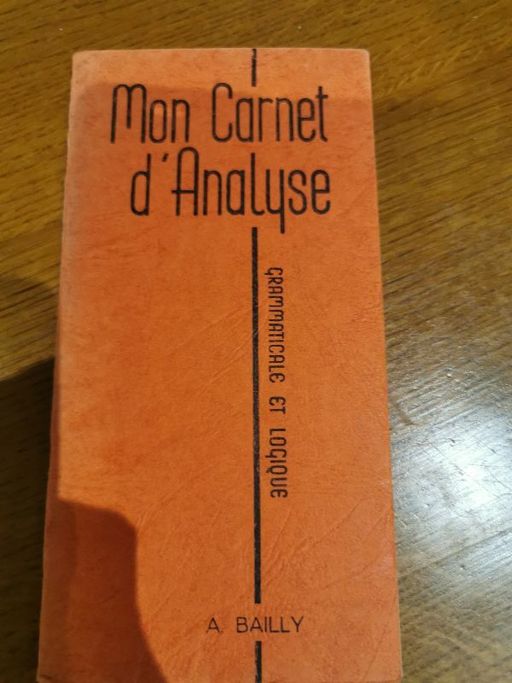 Mon Carnet
d'Analyse
GRAMMATICALE ET LOGIQUE
A. BAILLY